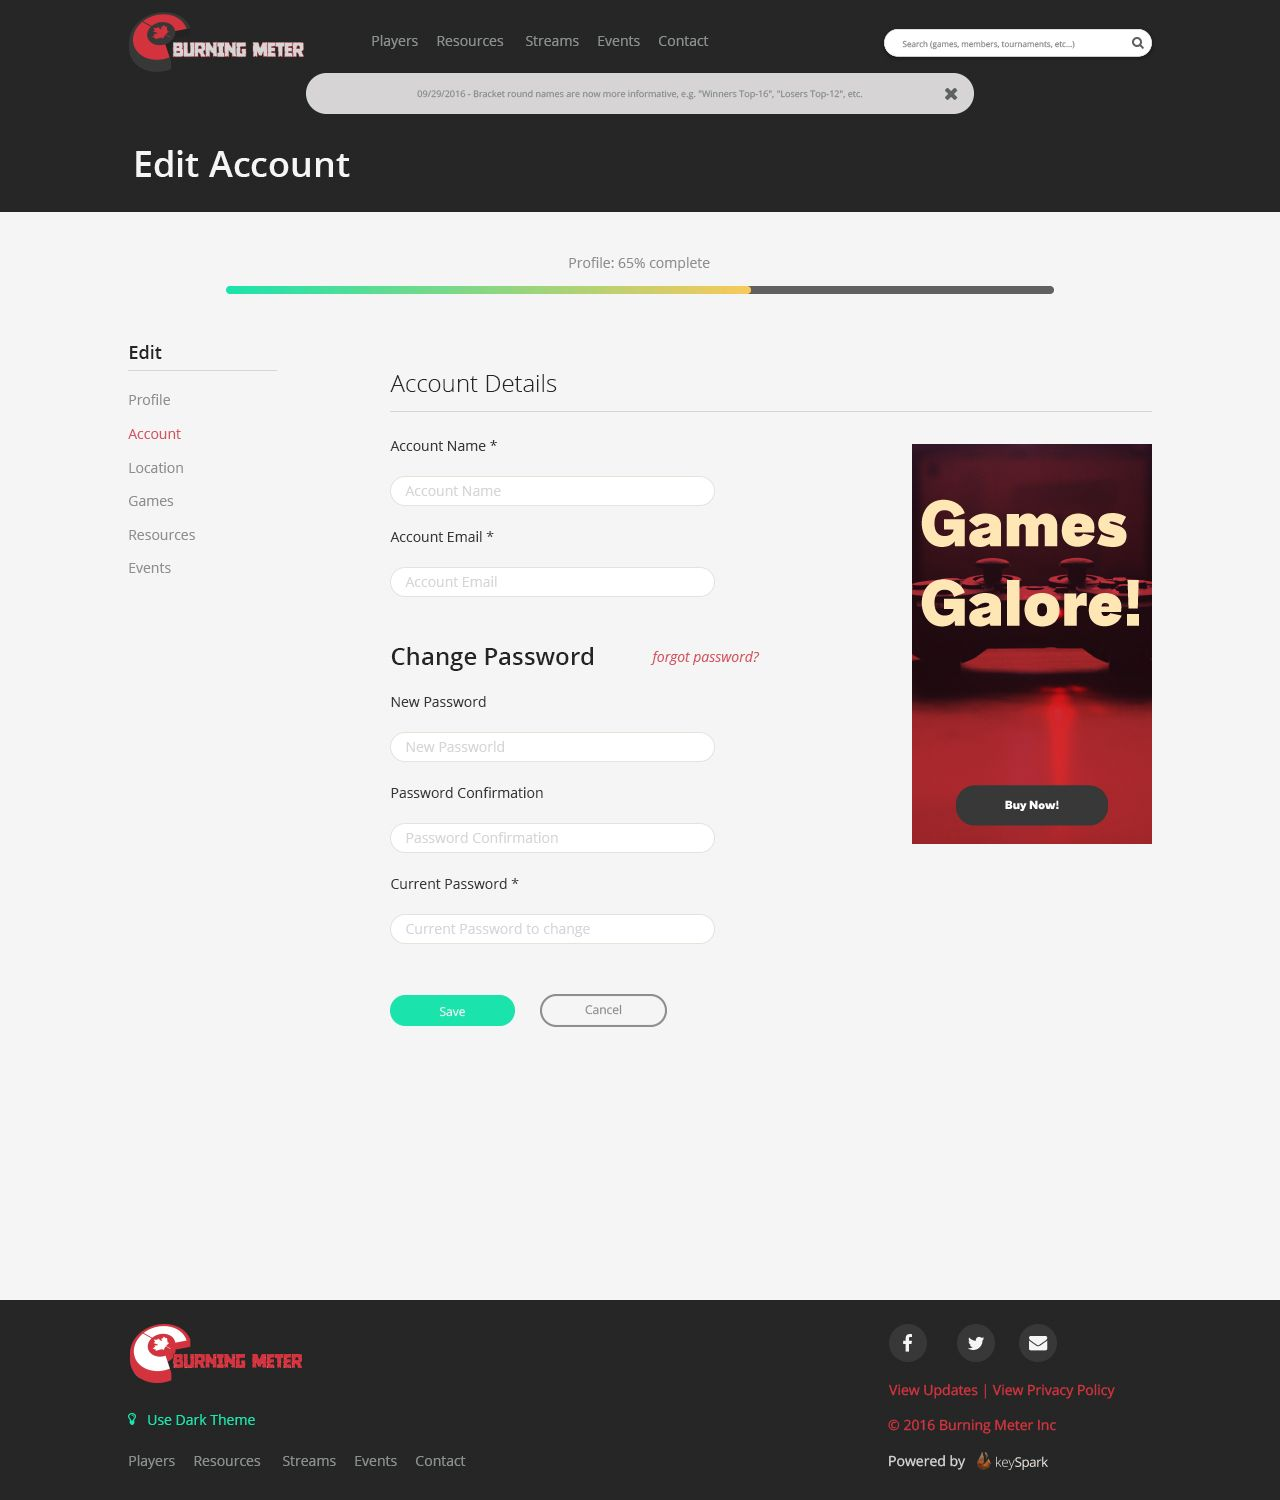 BURNING METER
Players Resources Streams Events Contact
Search (games, members, tournaments, etc...)
09/29/2016 - Bracket round names are now more informative, e.g. "Winners Top-16", "Losers Top-12", etc.
Edit Account
Profile: 65% complete
Edit
Profile
Account
Location
Games
Resources
Events
Account Details
Account Name *
Account Name
Account Email *
Account Email
Change Password
forgot password?
New Password
New Passworld
Password Confirmation
Password Confirmation
Current Password *
Current Password to change
Save
Cancel
Games
Galore!
Buy Now!
BURNING METER
Use Dark Theme
Players Resources Streams Events Contact
View Updates | View Privacy Policy
© 2016 Burning Meter Inc
Powered by keySpark